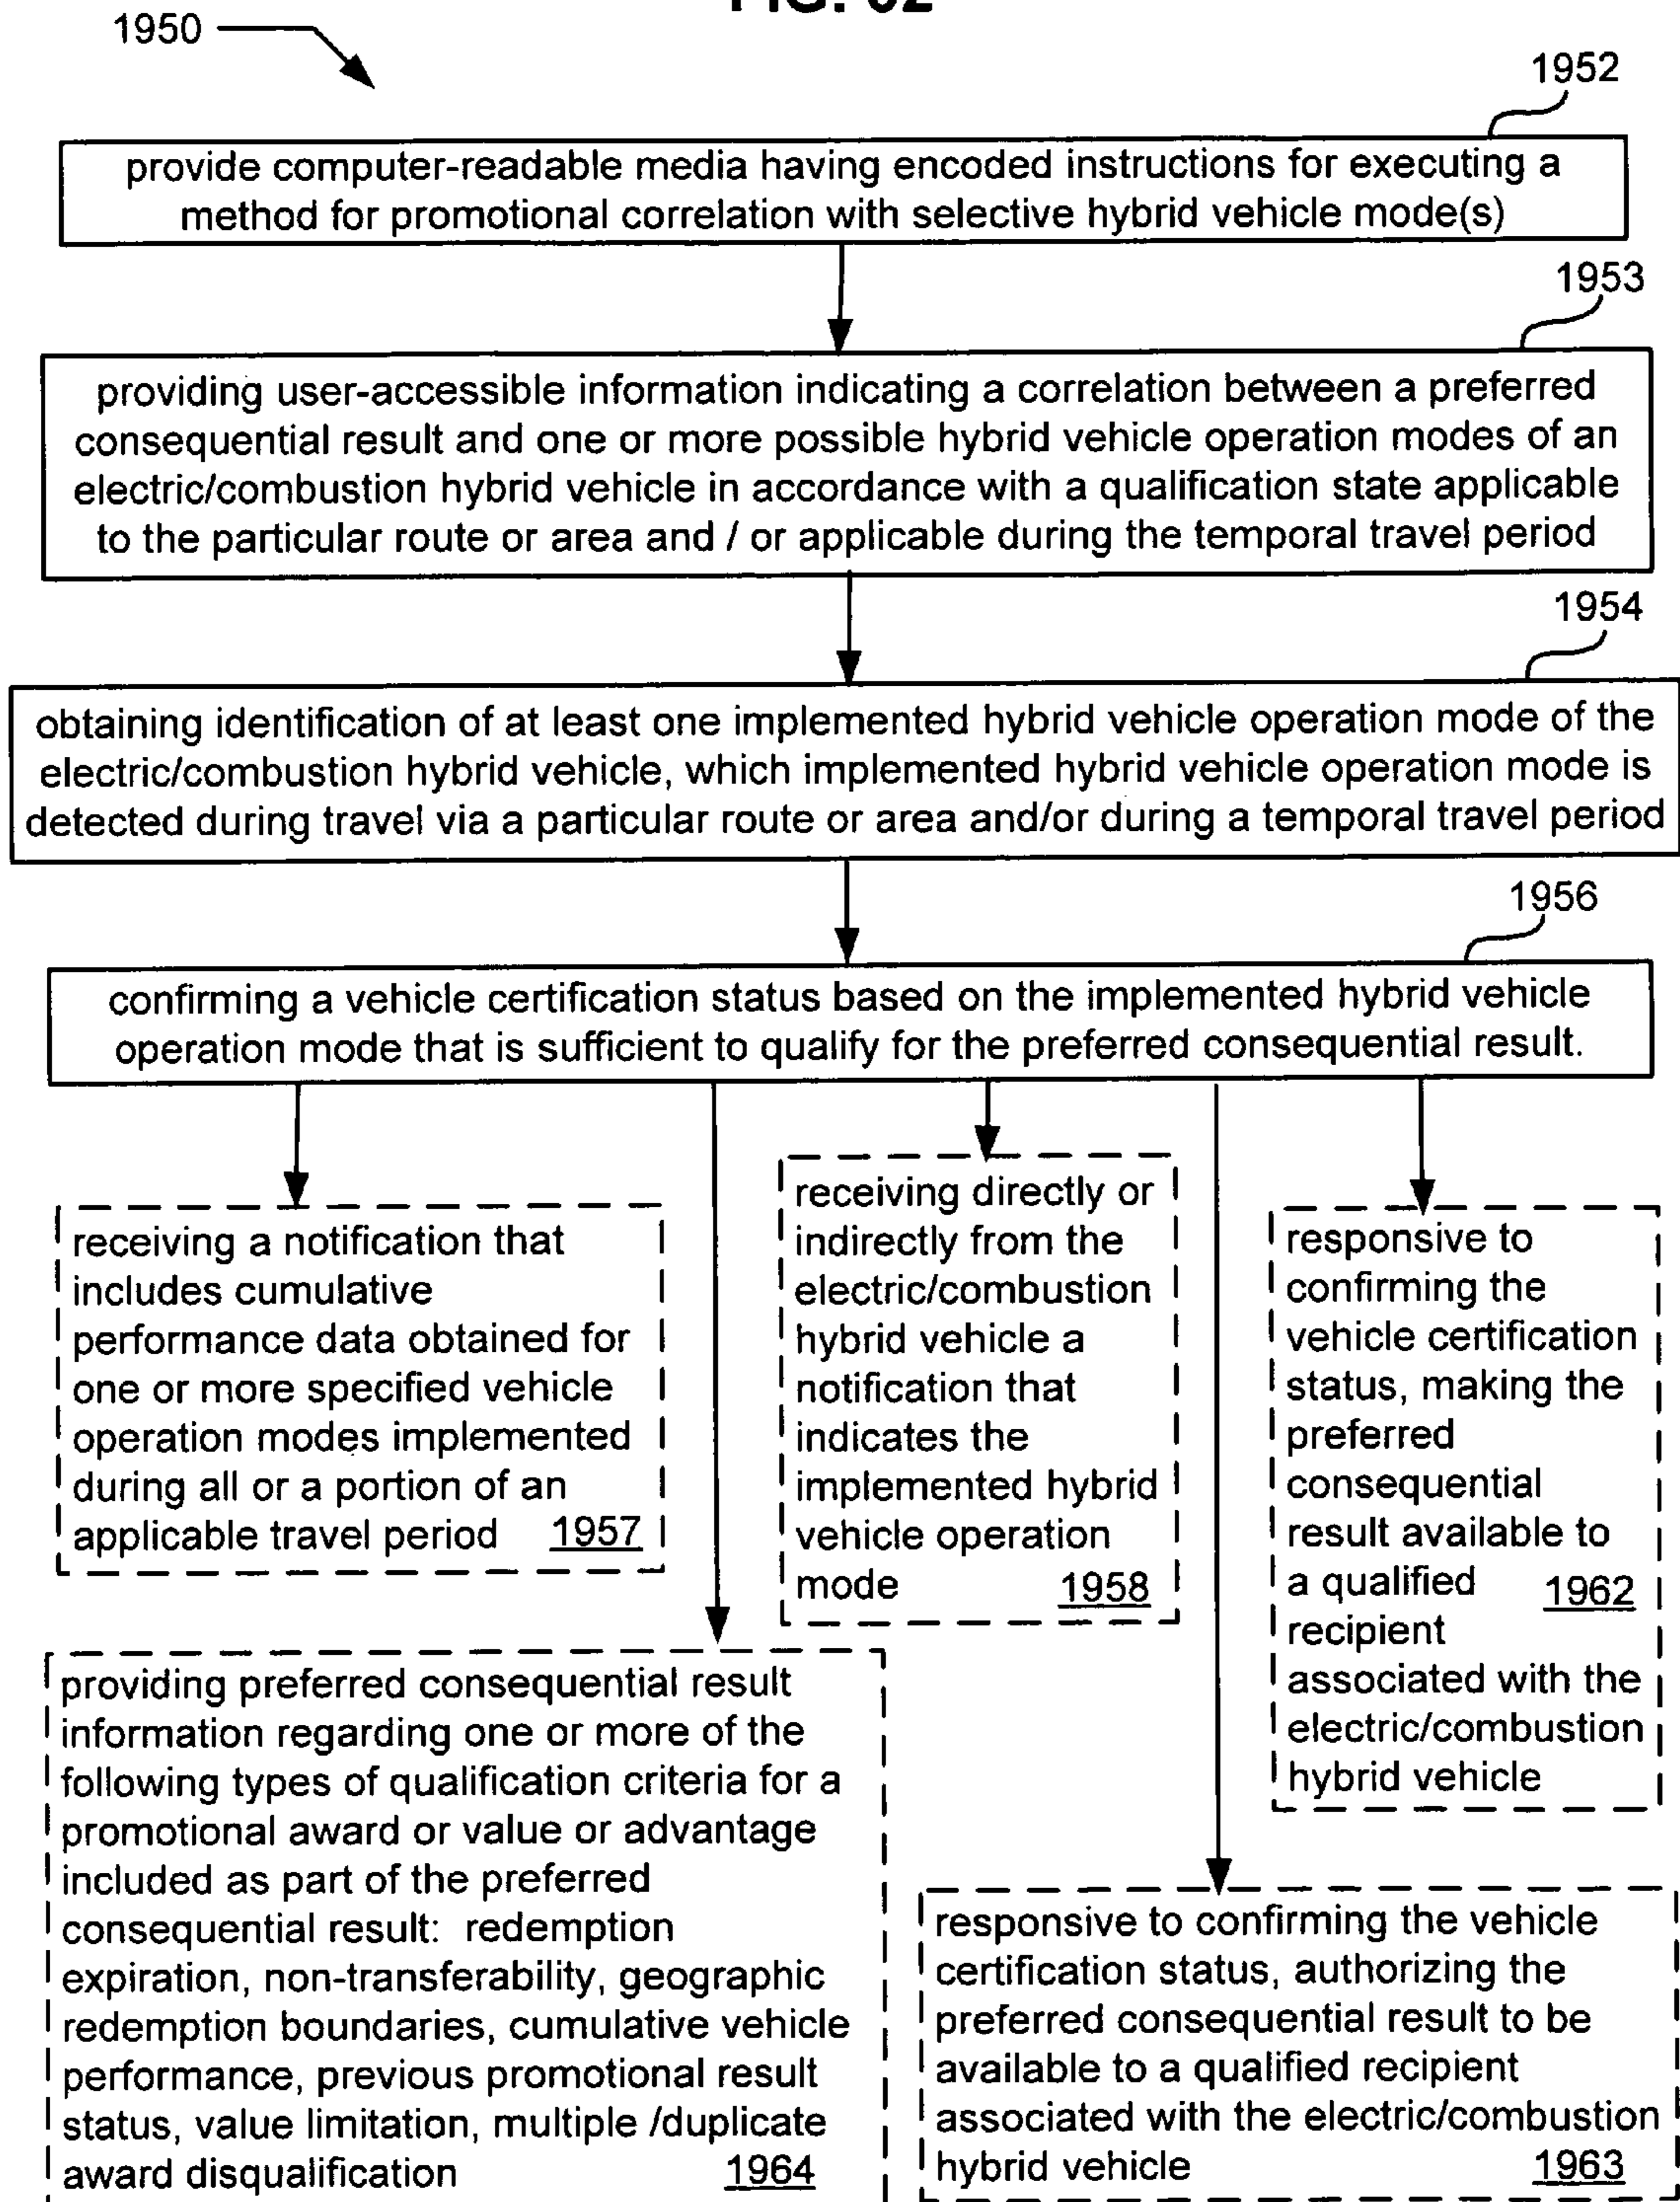 FIG.
1950
1952
provide computer-readable media having encoded instructions for executing a
method for promotional correlation with selective hybrid vehicle mode(s)
1953
providing user-accessible information indicating a correlation between a preferred
consequential result and one or more possible hybrid vehicle operation modes of an
electric/combustion hybrid vehicle in accordance with a qualification state applicable
to the particular route or area and / or applicable during the temporal travel period
1954
obtaining identification of at least one implemented hybrid vehicle operation mode of the
electric/combustion hybrid vehicle, which implemented hybrid vehicle operation mode is
detected during travel via a particular route or area and/or during a temporal travel period
1956
confirming a vehicle certification status based on the implemented hybrid vehicle
operation mode that is sufficient to qualify for the preferred consequential result.
receiving a notification that
includes cumulative
performance data obtained for
one or more specified vehicle
operation modes implemented
during all or a portion of an
applicable travel period 1957
receiving directly or
indirectly from the
electric/combustion
hybrid vehicle a
notification that
indicates the
implemented hybrid
vehicle operation
mode 1958
responsive to
confirming the
vehicle certification
status, making the
preferred
consequential
result available to
a qualified 1962
recipient
associated with the
electric/combustion
hybrid vehicle
providing preferred consequential result
information regarding one or more of the
following types of qualification criteria for a
promotional award or value or advantage
included as part of the preferred
consequential result: redemption
expiration, non-transferability, geographic
redemption boundaries, cumulative vehicle
performance, previous promotional result
status, value limitation, multiple /duplicate
award disqualification 1964
responsive to confirming the vehicle
certification status, authorizing the
preferred consequential result to be
available to a qualified recipient
associated with the electric/combustion
hybrid vehicle 1963